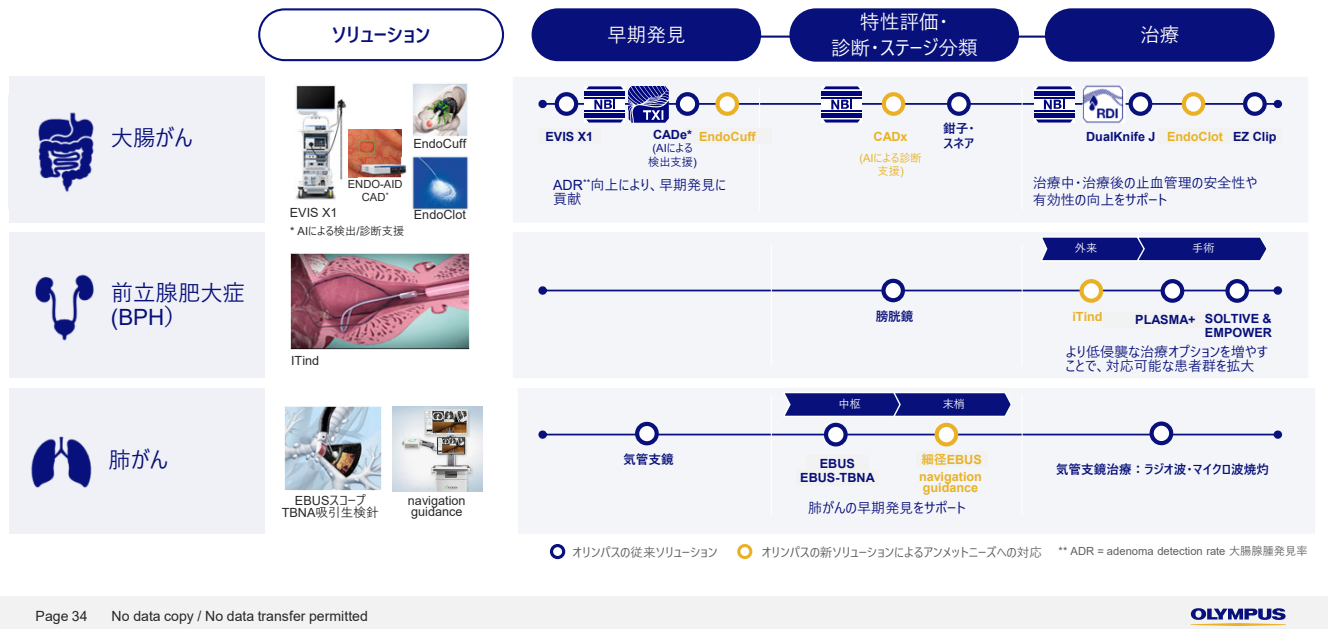 ソリューション
早期発見
特性評価・
診断・ステージ分類
治療
大腸がん
EndoCuff
ENDO-AID
CAD*
EVIS X1
EndoClot
* AIによる検出/診断支援
NBI
TXI
EVIS X1
CADe*
(AIによる
検出支援)
EndoCuff
ADR**向上により、早期発見に
貢献
NBI
CADx
(AIによる診断
支援)
鉗子・
スネア
NBI
RDI
DualKnife J
EndoClot
EZ Clip
治療中・治療後の止血管理の安全性や
有効性の向上をサポート
前立腺肥大症
(BPH）
ITind
膀胱鏡
外来
手術
iTind
PLASMA+
SOLTIVE &
EMPOWER
より低侵襲な治療オプションを増やす
ことで、対応可能な患者群を拡大
肺がん
EBUSスコープ
TBNA吸引生検針
navigation
guidance
気管支鏡
中枢
末梢
EBUS
EBUS-TBNA
細径EBUS
navigation
guidance
肺がんの早期発見をサポート
気管支鏡治療：ラジオ波・マイクロ波焼灼
オリンパスの従来ソリューション
オリンパスの新ソリューションによるアンメットニーズへの対応
** ADR = adenoma detection rate 大腸腺腫発見率
Page 34 No data copy / No data transfer permitted
OLYMPUS